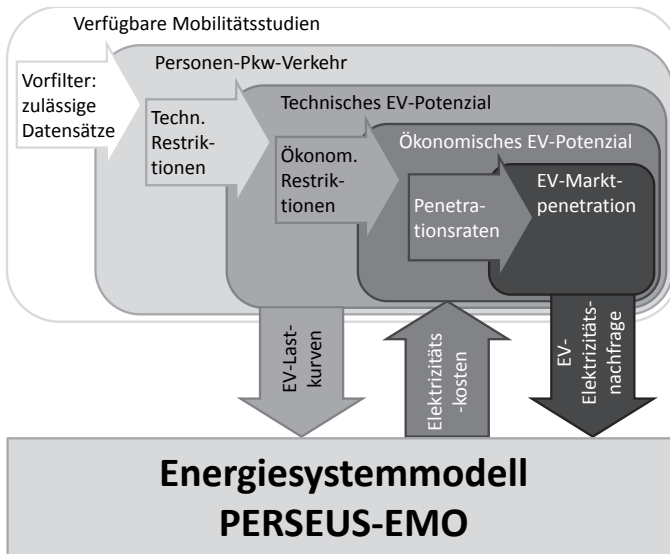 Verfügbare Mobilitätsstudien
Personen-Pkw-Verkehr
Vorfilter:
zulässige
Datensätze
Technisches EV-Potenzial
Techn.
Restrik-
tionen
Ökonomisches EV-Potenzial
Ökonom.
Restrik-
tionen
EV-Markt-
penetration
Penetra-
tionsraten
EV-Last-
kurven
Elektrizitäts
-kosten
EV-
Elektrizitäts-
nachfrage
Energiesystemmodell
PERSEUS-EMO